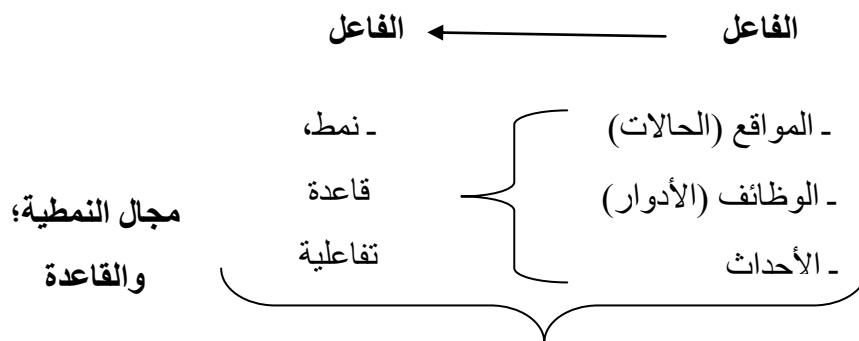 الفاعل الفاعل
ـ المواقع (الحالات)
ـ الوظائف (الأدوار)
ـ الأحداث
ـ نمط،
قاعدة
تفاعلية
مجال النمطية؛
والقاعدة